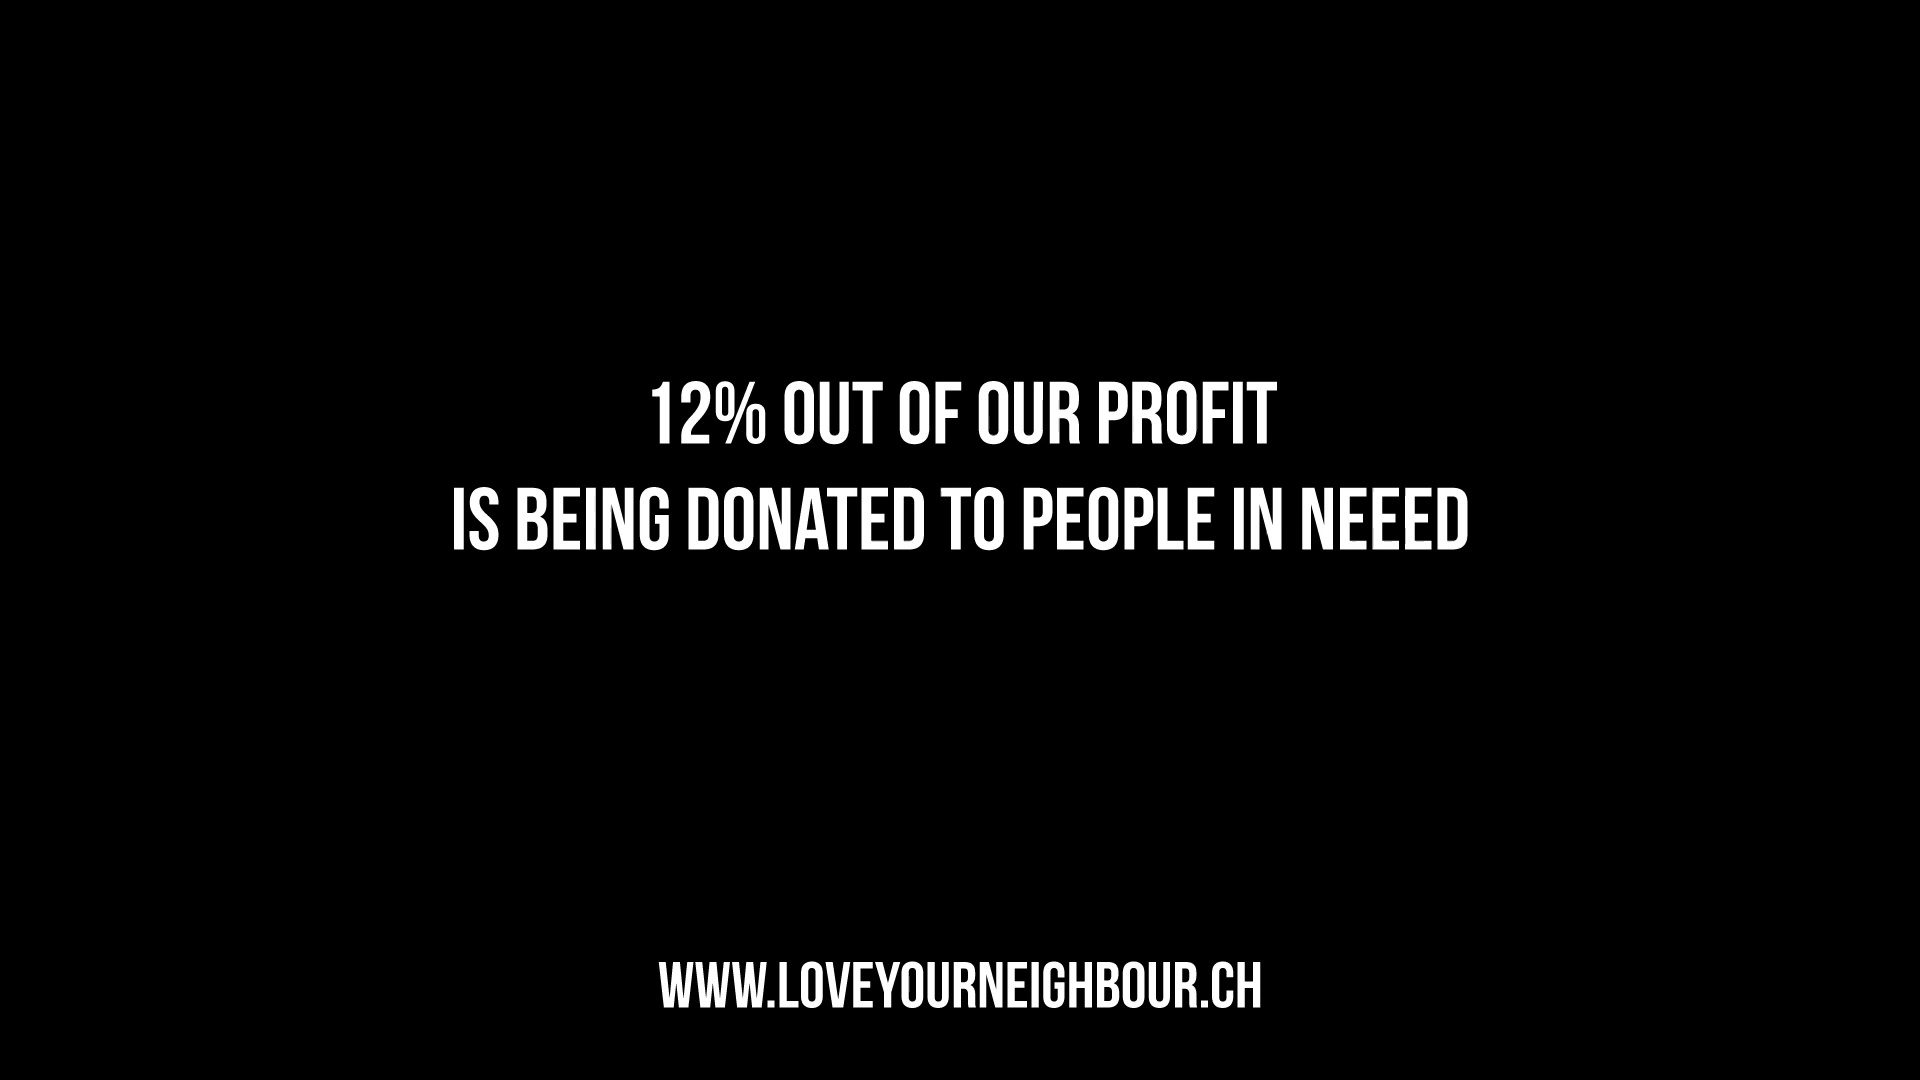 12% OUT OF OUR PROFIT
IS BEING DONATED TO PEOPLE IN NEEED
WWW.LOVEYOURNEIGHBOUR.CH